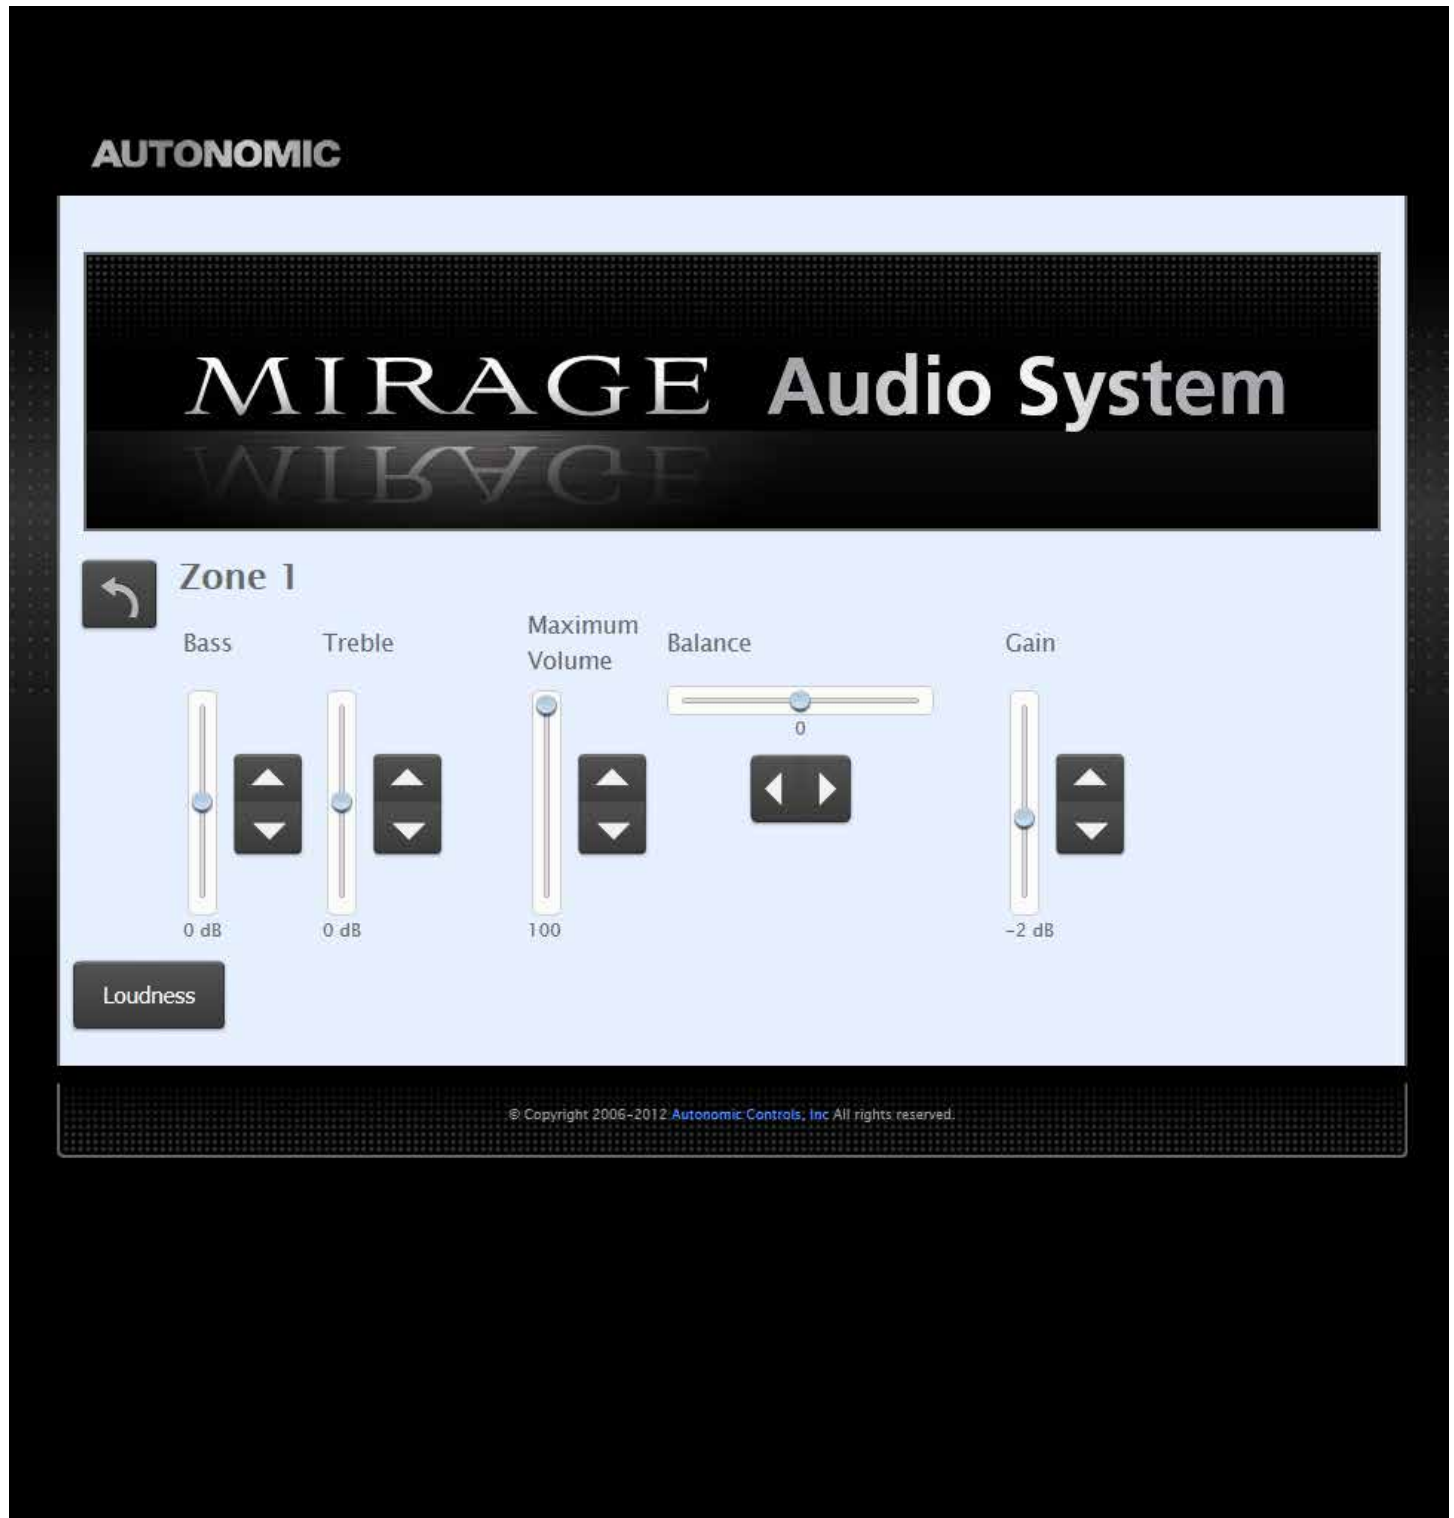 AUTONOMIC
MIRAGE Audio System
Zone 1
Bass
Treble
Maximum
Volume
Balance
Gain
0
0 dB
0 dB
100
-2 dB
Loudness
© Copyright 2006-2012 Autonomic Controls, Inc All rights reserved.